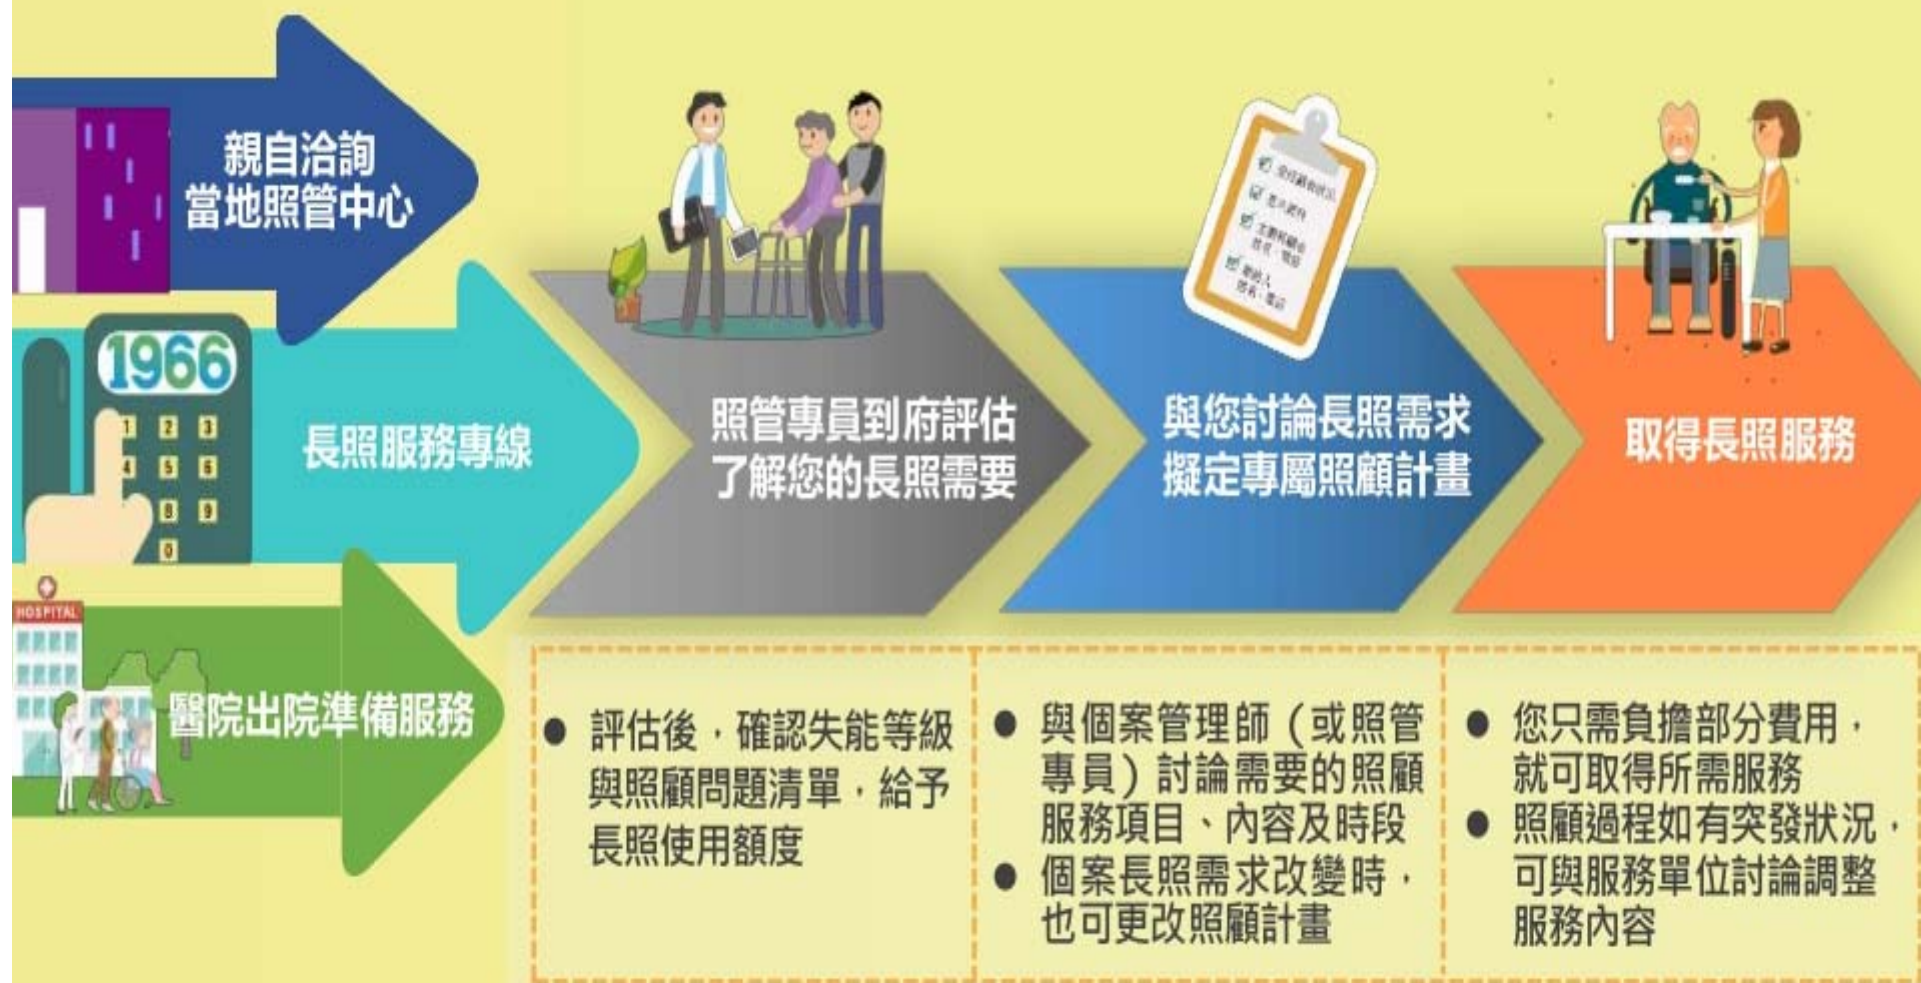 親自洽詢
當地照管中心
1966
1 2 3
4 5 6
8 9
0
長照服務專線
HOSPITAL
醫院出院準備服務
照管專員到府評估
了解您的長照需要
與您討論長照需求
擬定專屬照顧計畫
取得長照服務
● 評估後，確認失能等級
與照顧問題清單，給予
長照使用額度
● 與個案管理師（或照管
專員）討論需要的照顧
服務項目、內容及時段
● 個案長照需求改變時，
也可更改照顧計畫
● 您只需負擔部分費用，
就可取得所需服務
● 照顧過程如有突發狀況，
可與服務單位討論調整
服務內容